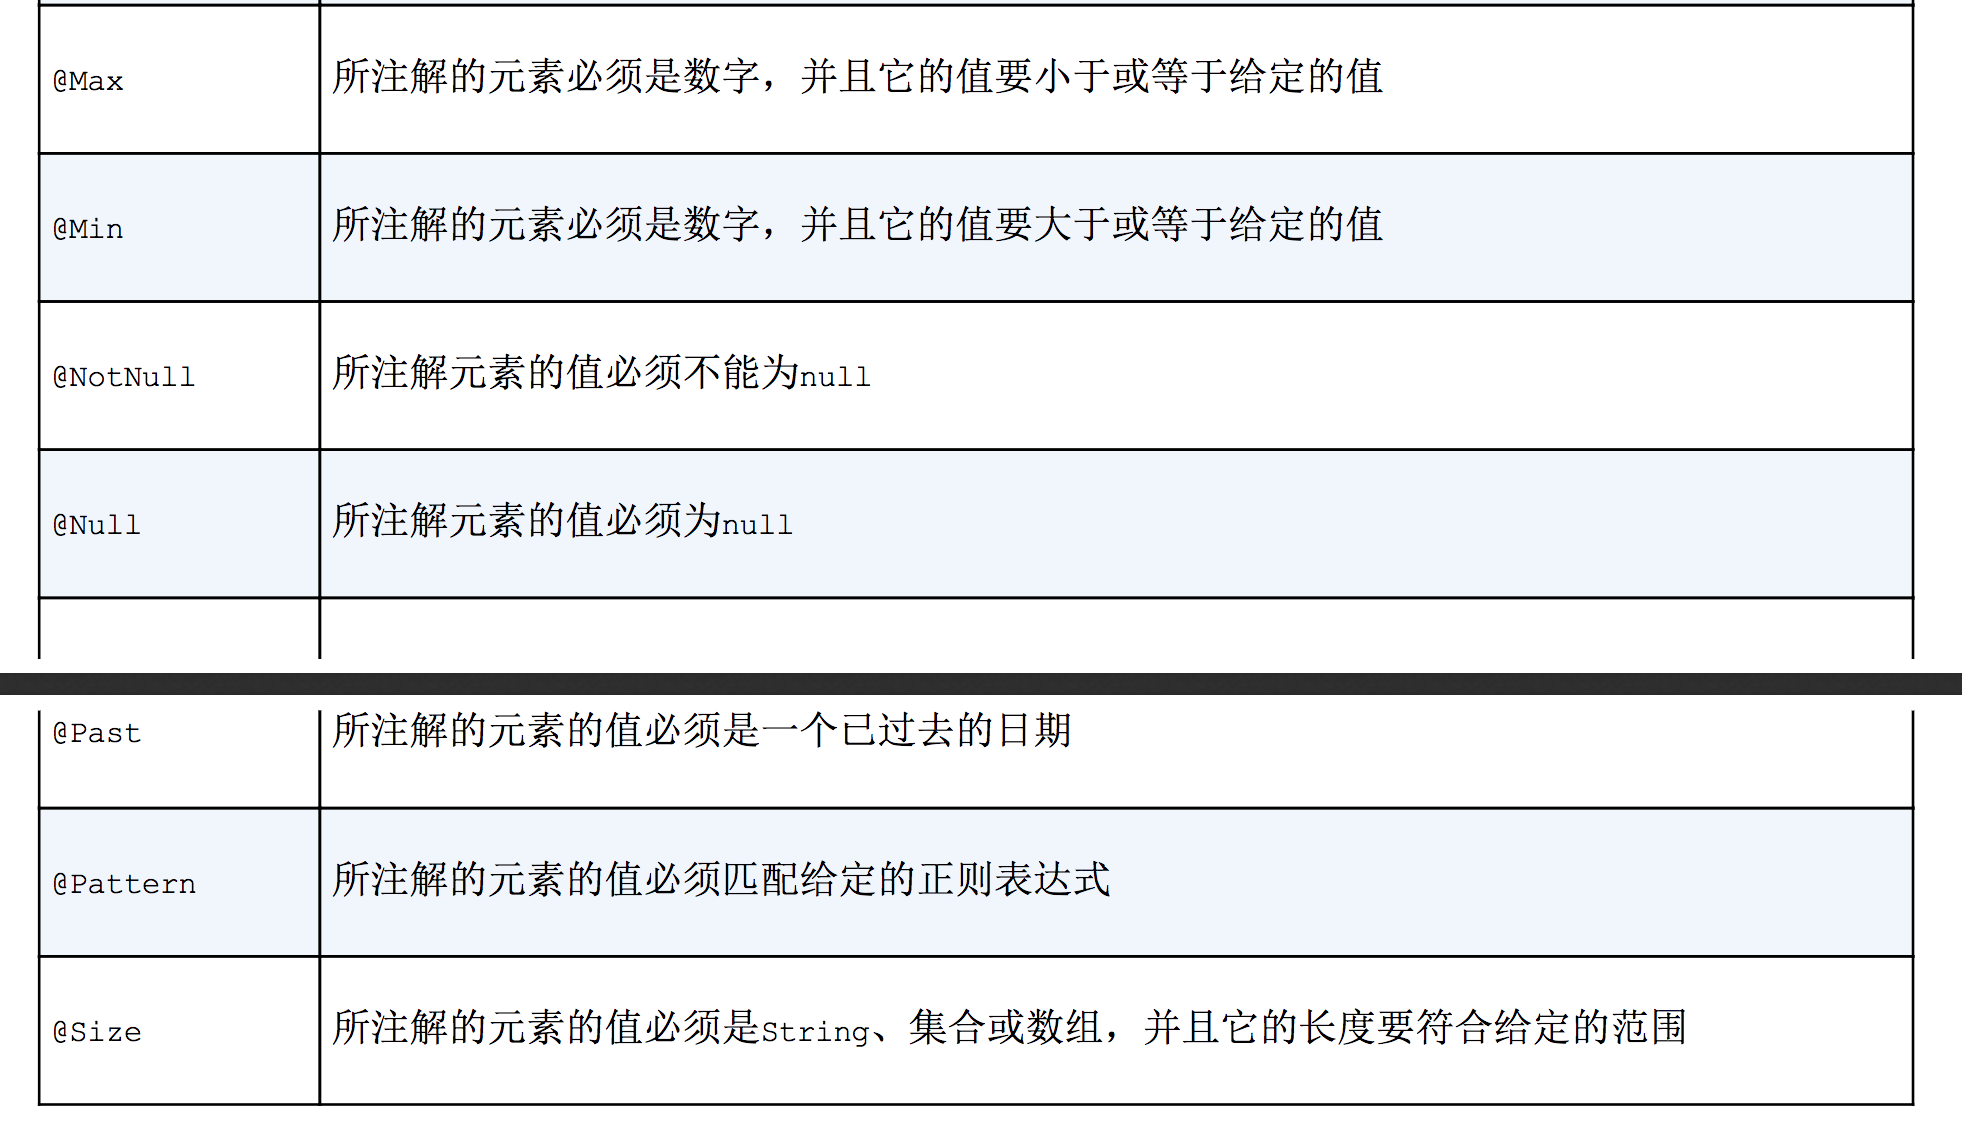 @Max 所注解的元素必须是数字，并且它的值要小于或等于给定的值
@Min 所注解的元素必须是数字，并且它的值要大于或等于给定的值
@NotNull 所注解元素的值必须不能为null
@Null 所注解元素的值必须为null
@Past 所注解的元素的值必须是一个已过去的日期
@Pattern 所注解的元素的值必须匹配给定的正则表达式
@Size 所注解的元素的值必须是String、集合或数组，并且它的长度要符合给定的范围